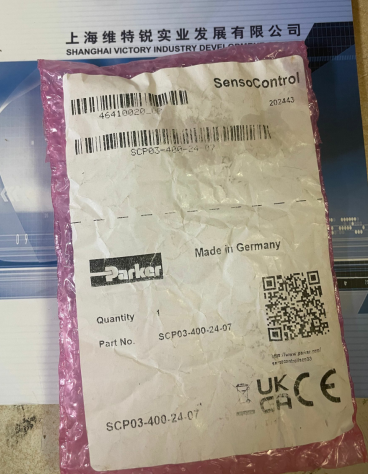 上海维特锐实业发展有限公司
SHANGHAI VICTORY INDUSTRY
SensoControl
202443
SCP03-400-24-07
Made in Germany
Parker
Quantity 1
Part No. SCP03-400-24-07
UK
CA CE
SCP03-400-24-07